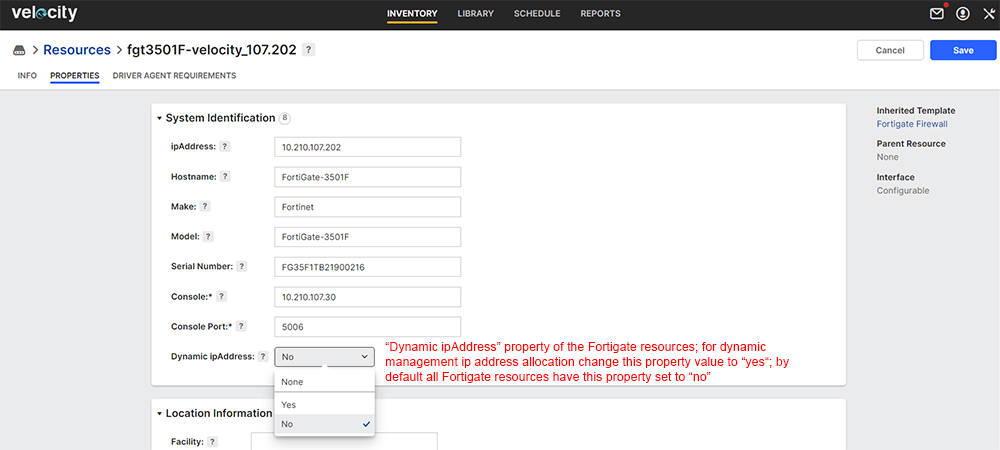 velocity
INVENTORY LIBRARY SCHEDULE REPORTS
> Resources > fgt3501F-velocity_107.202 ?
Cancel Save
INFO PROPERTIES DRIVER AGENT REQUIREMENTS
System Identification 8
ipAddress: ? 10.210.107.202
Hostname: ? FortiGate-3501F
Make: ? Fortinet
Model: ? FortiGate-3501F
Serial Number: ? FG35F1TB21900216
Console:* ? 10.210.107.30
Console Port:* ? 5006
Dynamic ipAddress: ? No
None
Yes
No
“Dynamic ipAddress” property of the Fortigate resources; for dynamic
management ip address allocation change this property value to “yes“; by
default all Fortigate resources have this property set to “no”
Location Information
Facility: ?
Inherited Template
Fortigate Firewall
Parent Resource
None
Interface
Configurable